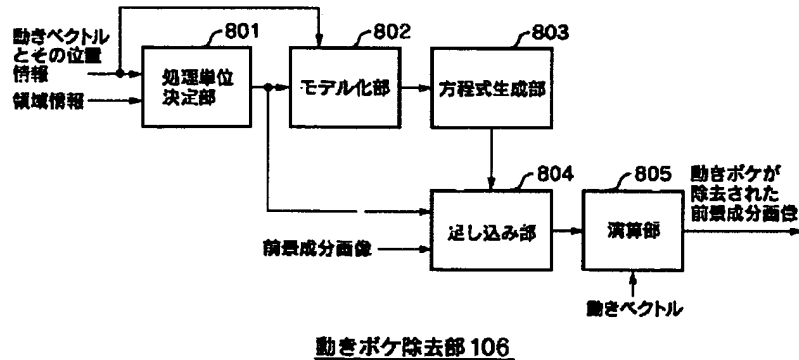 動きベクトル
とその位置
情報
領域情報
801
処理単位
決定部
802
モデル化部
803
方程式生成部
804
足し込み部
前景成分画像
805
演算部
動きベクトル
動きボケが
除去された
前景成分画像
動きボケ除去部106